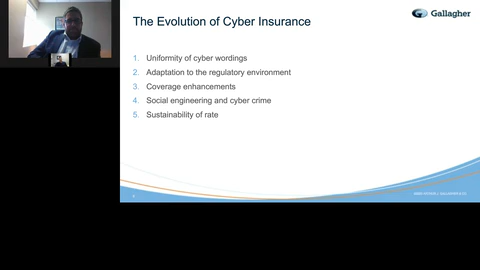 The Evolution of Cyber Insurance
Gallagher
1. Uniformity of cyber wordings
2. Adaptation to the regulatory environment
3. Coverage enhancements
4. Social engineering and cyber crime
5. Sustainability of rate